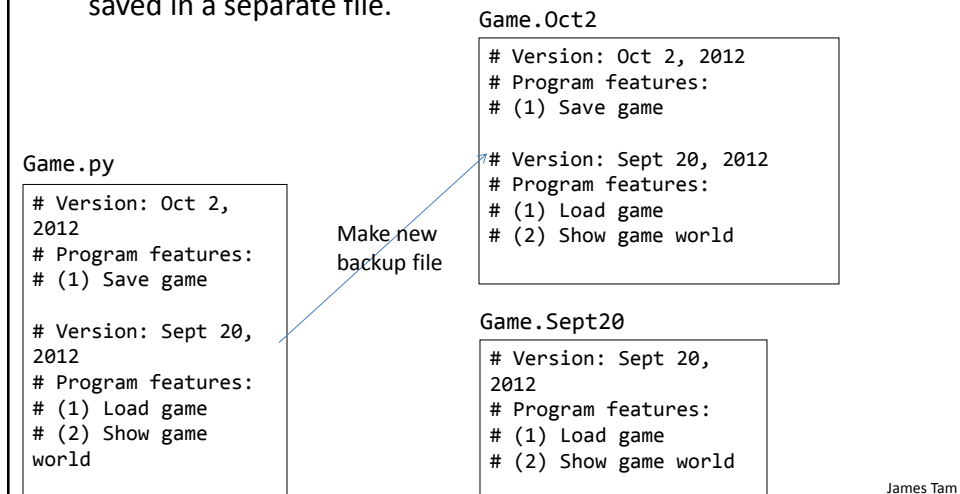 saved in a separate file.
Game.Oct2
# Version: Oct 2, 2012
# Program features:
# (1) Save game
# Version: Sept 20, 2012
# Program features:
# (1) Load game
# (2) Show game world
Game.py
# Version: Oct 2,
2012
# Program features:
# (1) Save game
# Version: Sept 20,
2012
# Program features:
# (1) Load game
# (2) Show game
world
Make new
backup file
Game.Sept20
# Version: Sept 20,
2012
# Program features:
# (1) Load game
# (2) Show game world
James Tam